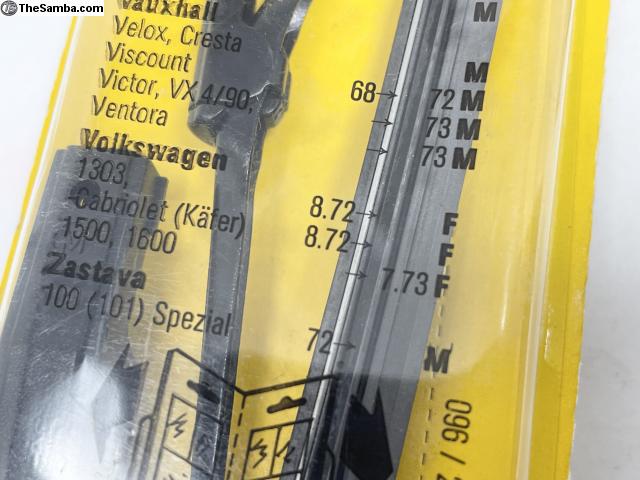 TheSamba.com
Vauxhall M
Velox, Cresta
Viscount M
Victor, VX 4/90, 68→ 72 M
Ventora → 73 M
→ 73 M
Volkswagen
1303, 8.72→ F
Cabriolet (Käfer) 8.72→ F
1500, 1600 → 7.73 F
Zastava
100 (101) Spezial 72→ M
/ 960